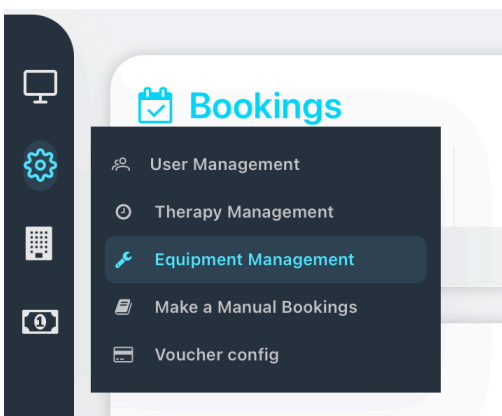 Bookings
User Management
Therapy Management
Equipment Management
Make a Manual Bookings
Voucher config